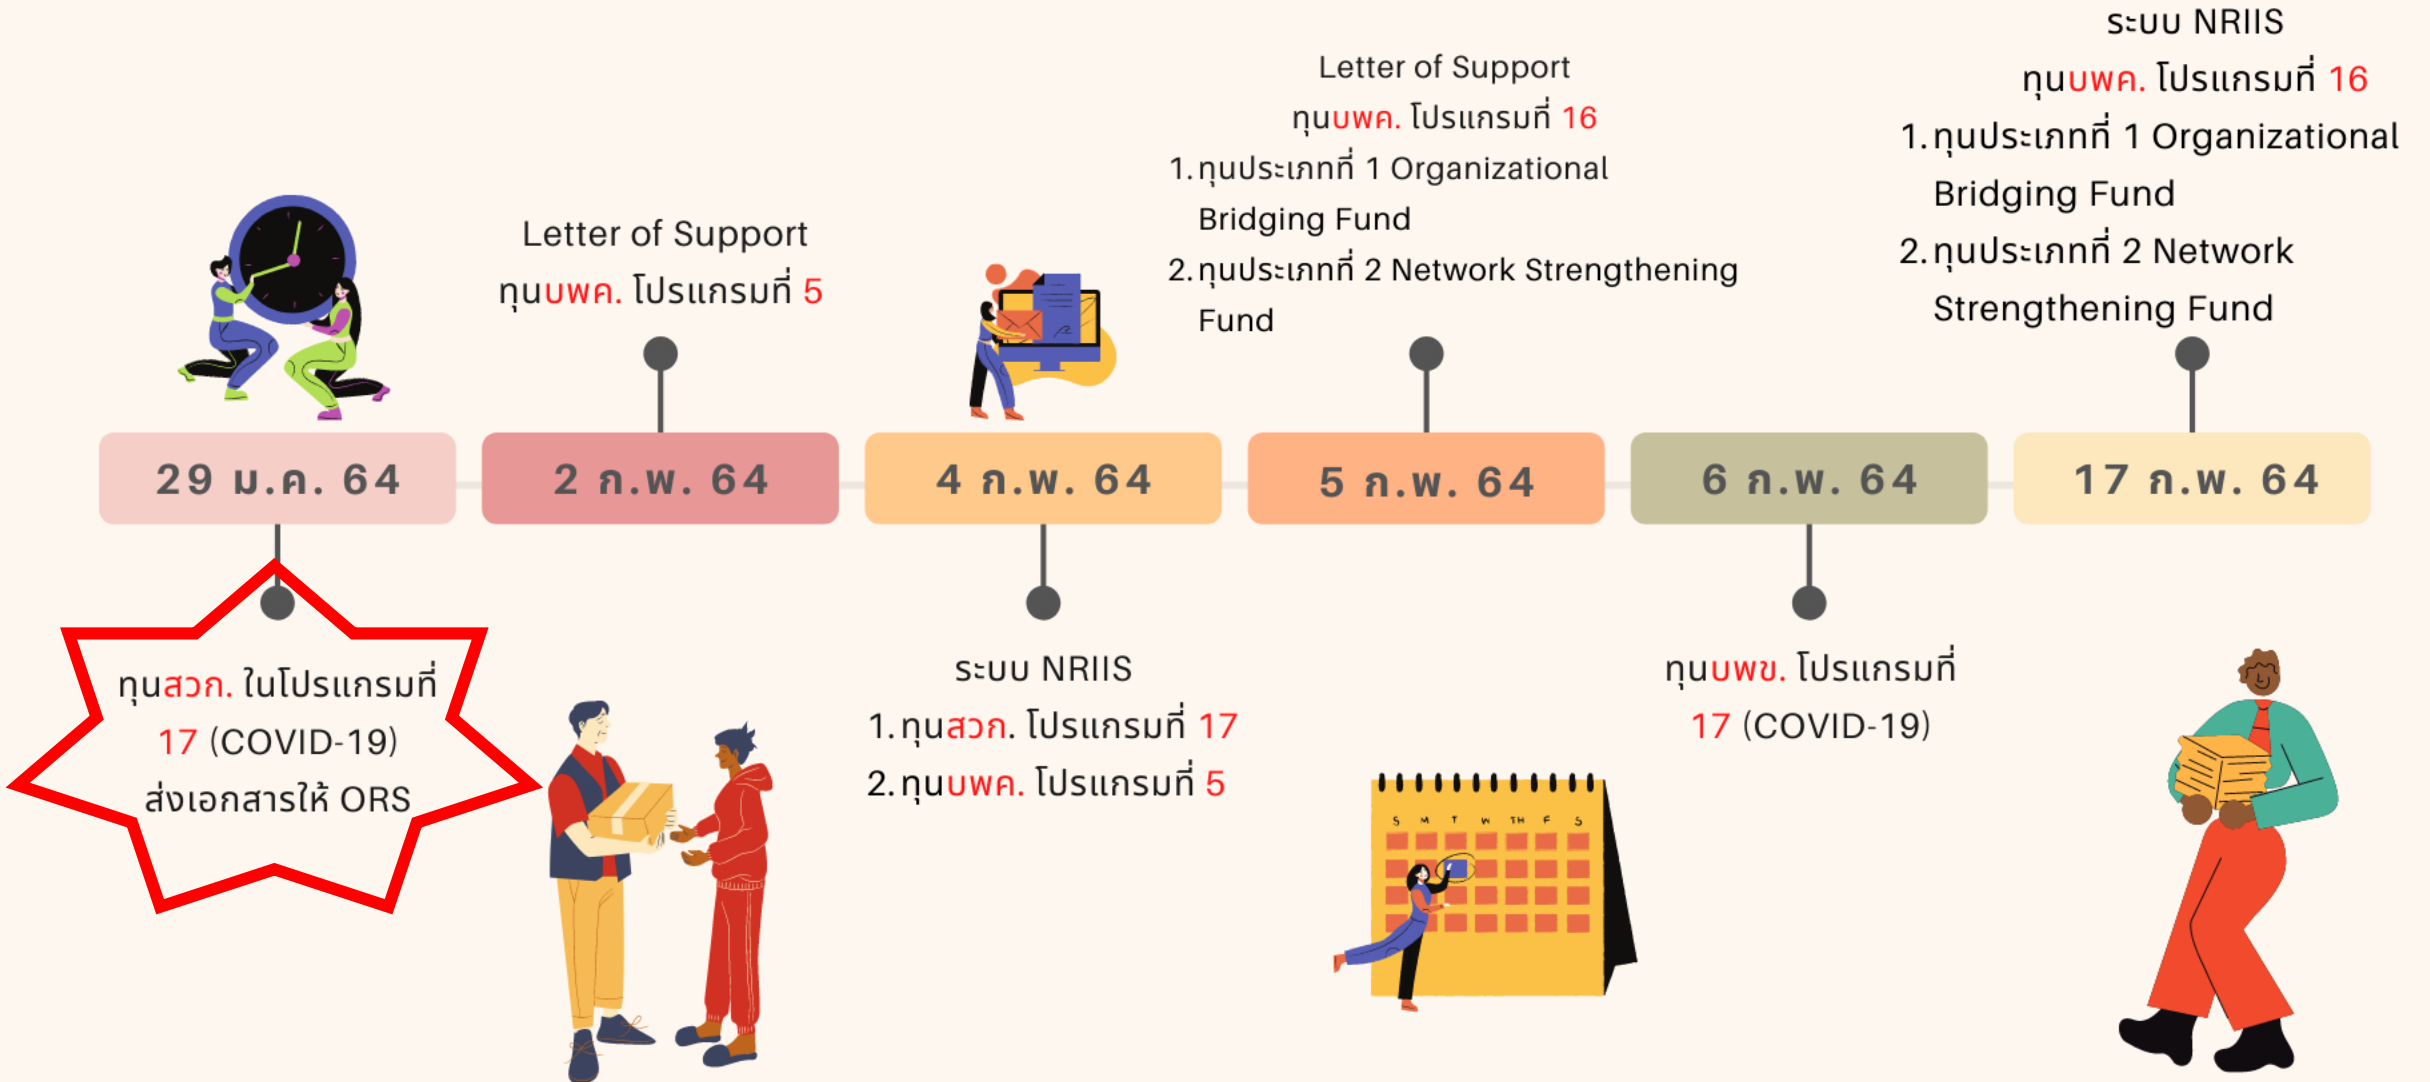 29 ม.ค. 64
ทุนสวก. ในโปรแกรมที่
17 (COVID-19)
ส่งเอกสารให้ ORS
Letter of Support
ทุนบพค. โปรแกรมที่ 5
2 ก.พ. 64
4 ก.พ. 64
ระบบ NRIIS
1. ทุนสวก. โปรแกรมที่ 17
2. ทุนบพค. โปรแกรมที่ 5
Letter of Support
ทุนบพค. โปรแกรมที่ 16
1. ทุนประเภทที่ 1 Organizational
Bridging Fund
2. ทุนประเภทที่ 2 Network Strengthening
Fund
5 ก.พ. 64
6 ก.พ. 64
ทุนบพข. โปรแกรมที่
17 (COVID-19)
ระบบ NRIIS
ทุนบพค. โปรแกรมที่ 16
1. ทุนประเภทที่ 1 Organizational
Bridging Fund
2. ทุนประเภทที่ 2 Network
Strengthening Fund
17 ก.พ. 64
S M T W TH F S